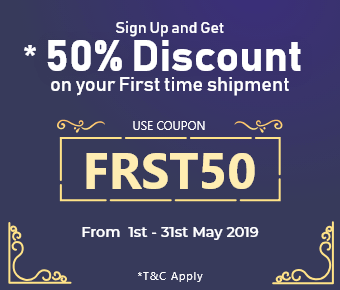 Sign Up and Get
* 50% Discount
on your First time shipment
USE COUPON
FRST50
From 1st - 31st May 2019
*T&C Apply